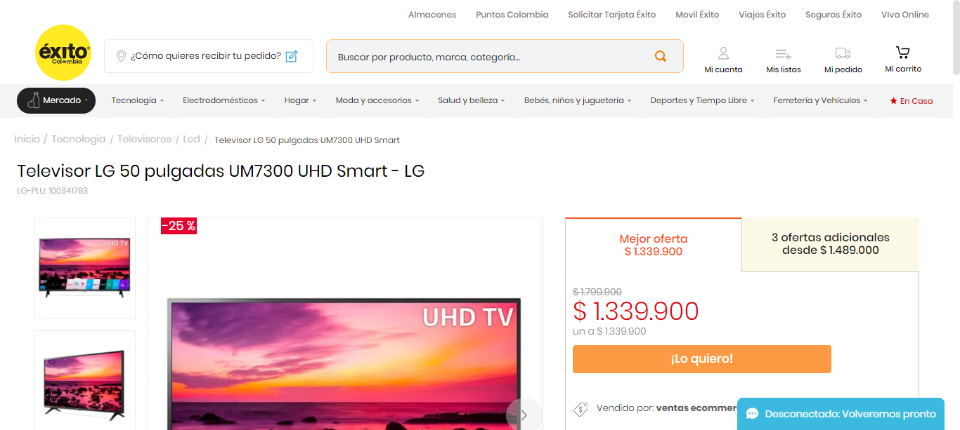 Almacenes Puntos Colombia Solicitar Tarjeta Éxito Movil Éxito Viajes Éxito Seguros Éxito VIva Online
éxito
Colombia
¿Cómo quieres recibir tu pedido?
Buscar por producto, marca, categoría...
Mi cuenta Mis listas Mi pedido Mi carrito
Mercado Tecnología Electrodomésticos Hogar Moda y accesorios Salud y belleza Bebés, niños y juguetería Deportes y Tiempo Libre Ferretería y Vehículos En Casa
Inicio / Tecnologia / Televisores / Led / Televisor LG 50 pulgadas UM7300 UHD Smart
Televisor LG 50 pulgadas UM7300 UHD Smart - LG
LG-PLU: 100341793
-25 %
UHD TV
UHD TV
Mejor oferta
$ 1.339.900
3 ofertas adicionales
desde $ 1.489.000
$ 1.799.900
$ 1.339.900
un a $ 1.339.900
¡Lo quiero!
Vendido por: ventas ecommer
Desconectado: Volveremos pronto